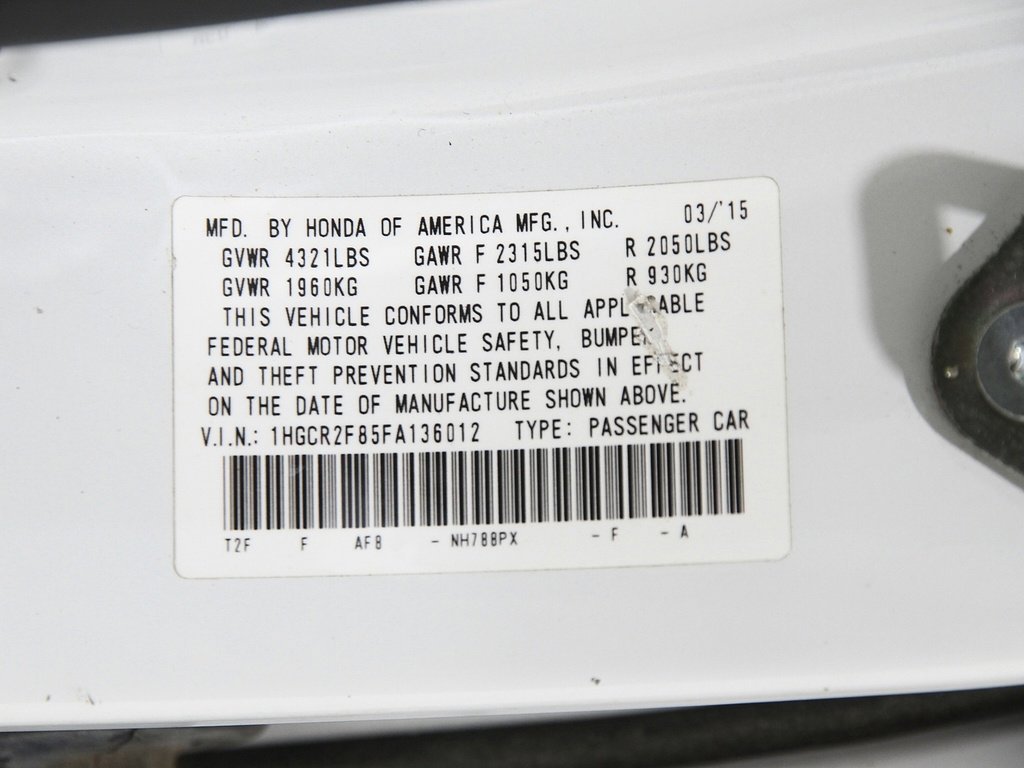 MFD. BY HONDA OF AMERICA MFG., INC. 03/'15
GVWR 4321LBS GAWR F 2315LBS R 2050LBS
GVWR 1960KG GAWR F 1050KG R 930KG
THIS VEHICLE CONFORMS TO ALL APPLICABLE
FEDERAL MOTOR VEHICLE SAFETY, BUMPER
AND THEFT PREVENTION STANDARDS IN EFFECT
ON THE DATE OF MANUFACTURE SHOWN ABOVE.
V.I.N.: 1HGCR2F85FA136012 TYPE: PASSENGER CAR
T2F F AF8 - NH788PX - F - A